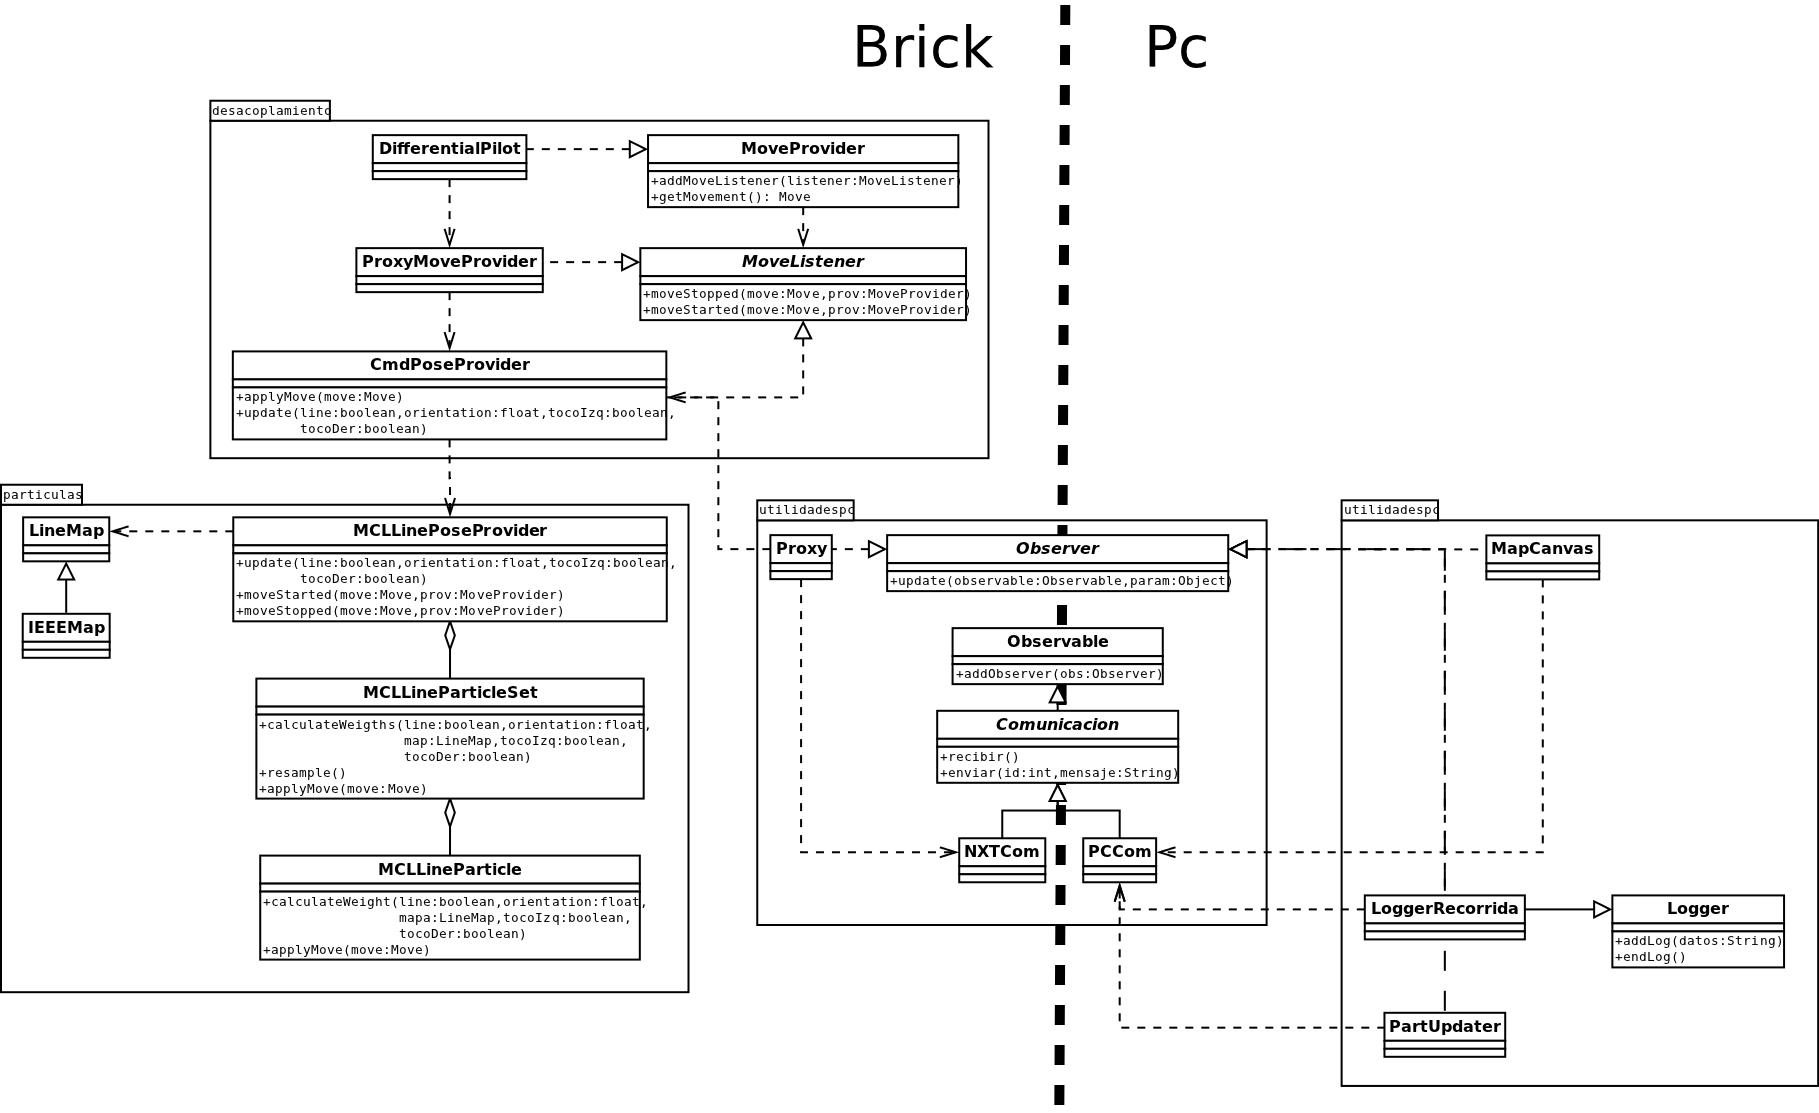 Brick
Pc
desacoplamiento
DifferentialPilot
MoveProvider
+addMoveListener(listener:MoveListener)
+getMovement(): Move
ProxyMoveProvider
MoveListener
+moveStopped(move:Move,prov:MoveProvider)
+moveStarted(move:Move,prov:MoveProvider)
CmdPoseProvider
+applyMove(move:Move)
+update(line:boolean,orientation:float,tocoIzq:boolean,
tocoDer:boolean)
particulas
LineMap
IEEEMap
MCLLinePoseProvider
+update(line:boolean,orientation:float,tocoIzq:boolean,
tocoDer:boolean)
+moveStarted(move:Move,prov:MoveProvider)
+moveStopped(move:Move,prov:MoveProvider)
MCLLineParticleSet
+calculateWeigths(line:boolean,orientation:float,
map:LineMap,tocoIzq:boolean,
tocoDer:boolean)
+resample()
+applyMove(move:Move)
MCLLineParticle
+calculateWeight(line:boolean,orientation:float,
mapa:LineMap,tocoIzq:boolean,
tocoDer:boolean)
+applyMove(move:Move)
utilidadespc
Proxy
Observer
+update(observable:Observable,param:Object)
Observable
+addObserver(obs:Observer)
Comunicacion
+recibir()
+enviar(id:int,mensaje:String)
NXTCom
PCCom
utilidadespc
MapCanvas
LoggerRecorrida
Logger
+addLog(datos:String)
+endLog()
PartUpdater